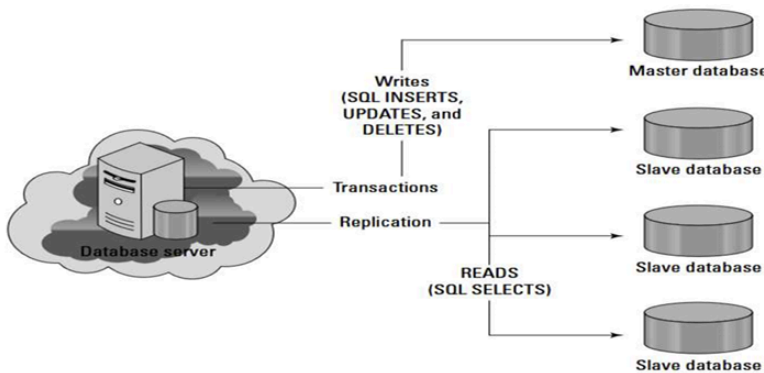 Master database
Writes
(SQL INSERTS,
UPDATES, and
DELETES)
Slave database
Transactions
Replication
Database server
Slave database
READS
(SQL SELECTS)
Slave database